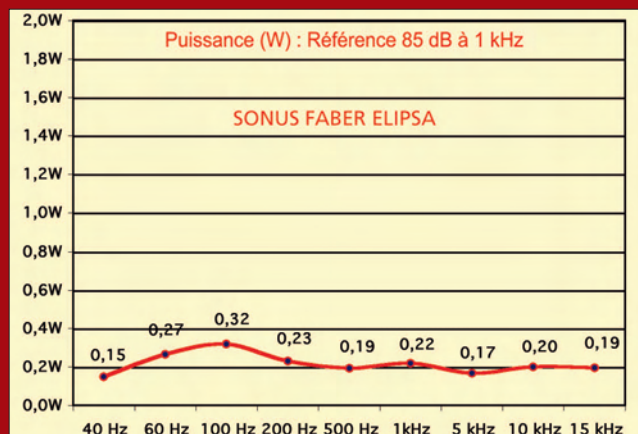 2,0W
Puissance (W) : Référence 85 dB à 1 kHz
1,8W
1,6W
SONUS FABER ELIPSA
1,4W
1,2W
1,0W
0,8W
0,6W
0,4W
0,15 0,27 0,32 0,23 0,19 0,22 0,17 0,20 0,19
0,2W
0,0W
40 Hz 60 Hz 100 Hz 200 Hz 500 Hz 1kHz 5 kHz 10 kHz 15 kHz